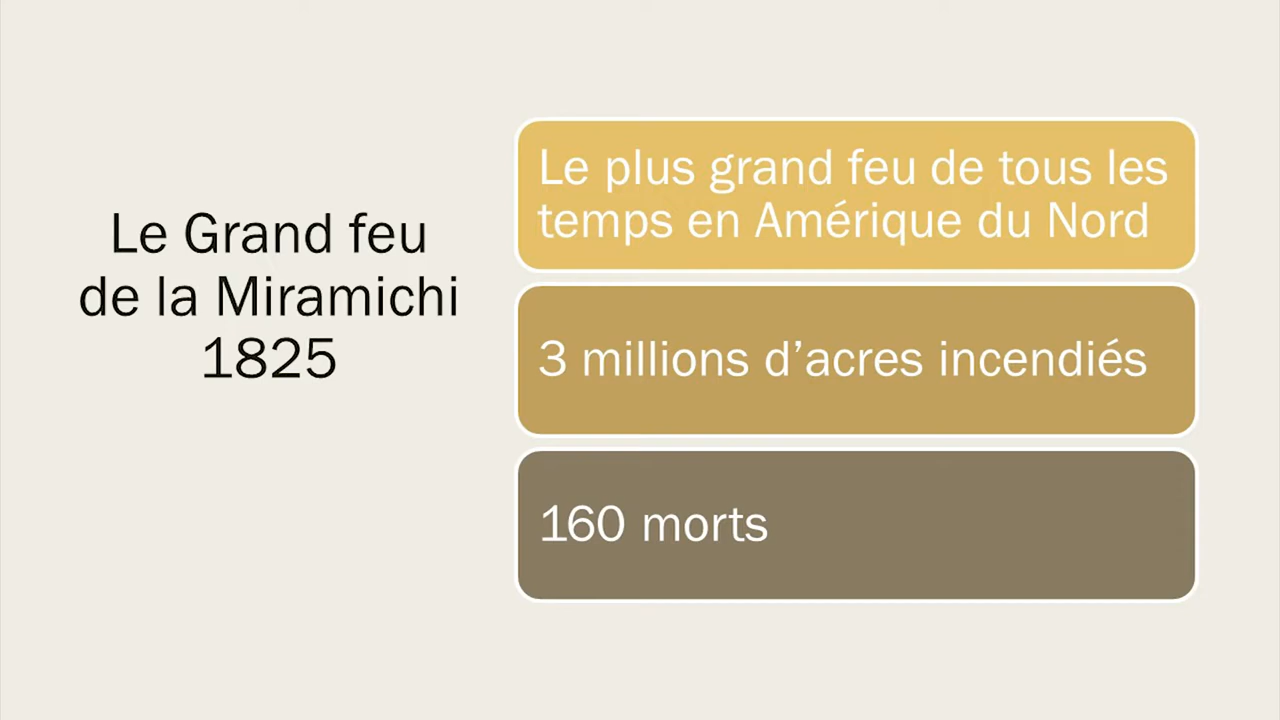 Le Grand feu
de la Miramichi
1825
Le plus grand feu de tous les
temps en Amérique du Nord
3 millions d’acres incendiés
160 morts